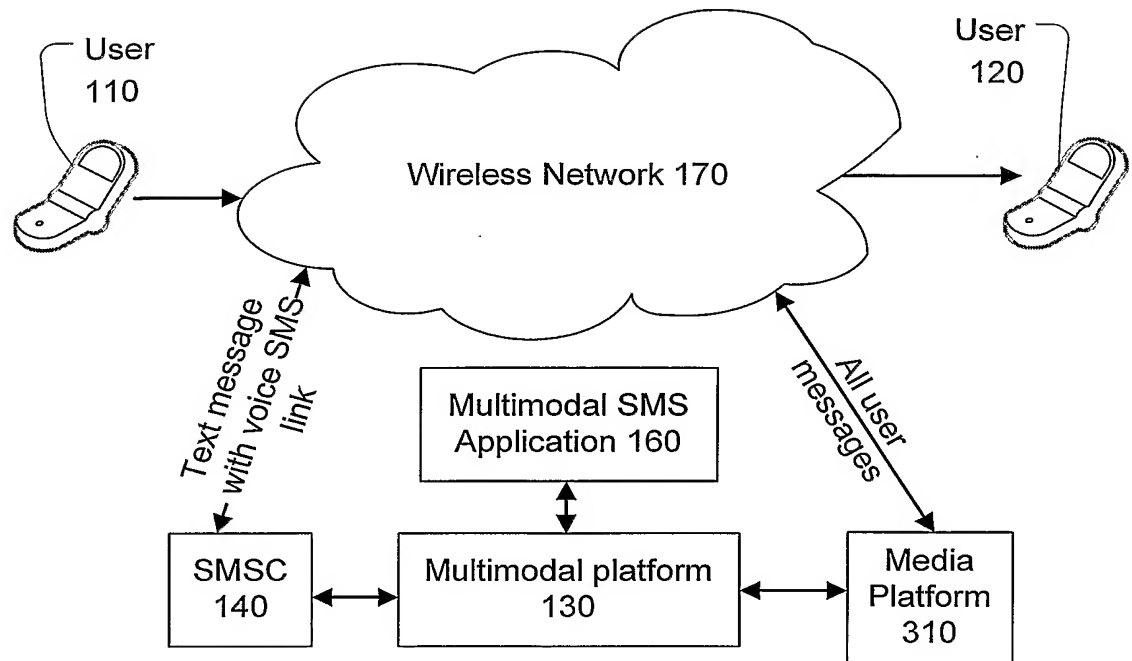 User
110
User
120
Wireless Network 170
Text message
with voice SMS
link
All user
messages
Multimodal SMS
Application 160
SMSC
140
Multimodal platform
130
Media
Platform
310